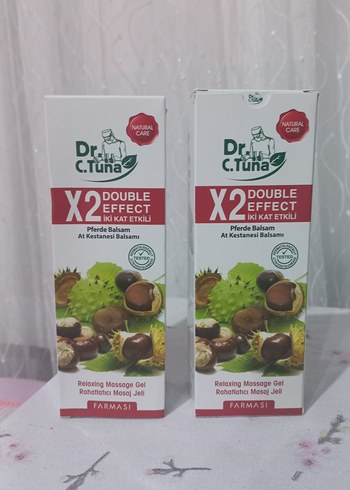 NATURAL
CARE
Dr.
C.Tuna
X2 DOUBLE
EFFECT
İKİ KAT ETKİLİ
Pferde Balsam
At Kestanesi Balsamı
TESTED
Relaxing Massage Gel
Rahatlatıcı Masaj Jeli
FARMASI
NATURAL
CARE
Dr.
C.Tuna
X2 DOUBLE
EFFECT
İKİ KAT ETKİLİ
Pferde Balsam
At Kestanesi Balsamı
TESTED
Relaxing Massage Gel
Rahatlatıcı Masaj Jeli
FARMASI